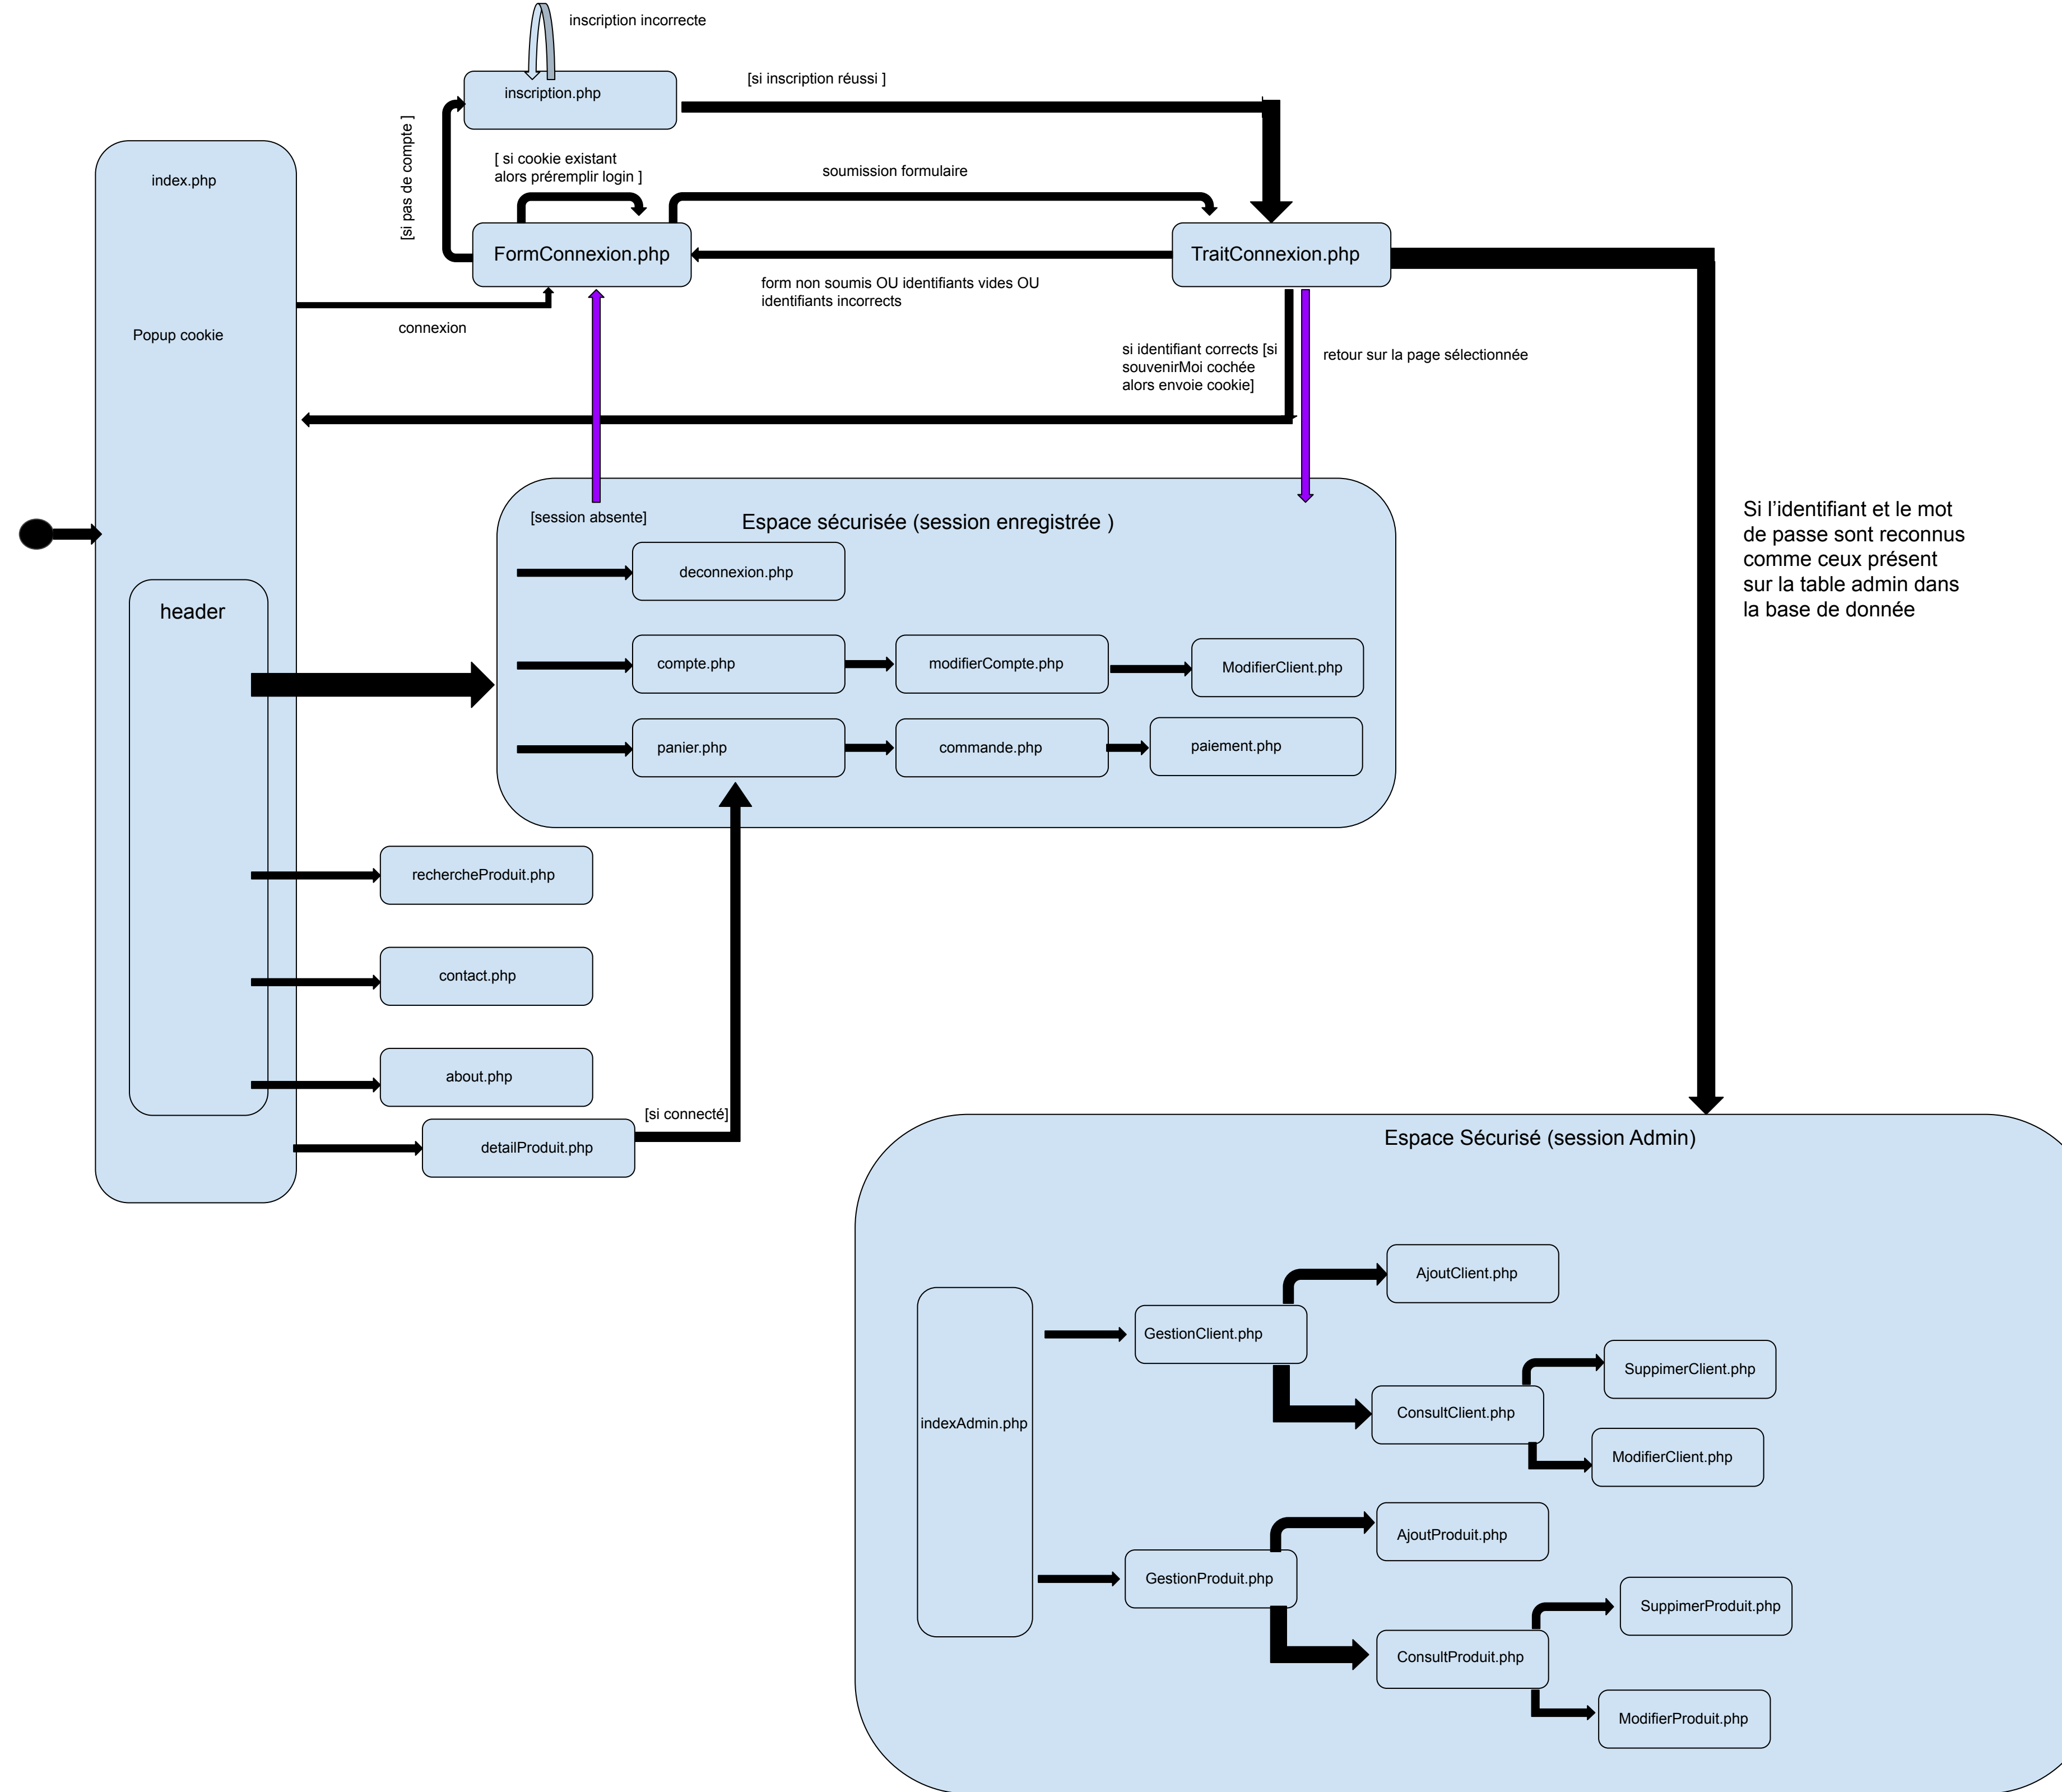 inscription incorrecte
inscription.php
[si inscription réussi ]
[si pas de compte ]
[ si cookie existant
alors préremplir login ]
soumission formulaire
index.php
FormConnexion.php
TraitConnexion.php
form non soumis OU identifiants vides OU
identifiants incorrects
connexion
Popup cookie
si identifiant corrects [si
souvenirMoi cochée
alors envoie cookie]
retour sur la page sélectionnée
[session absente]
Espace sécurisée (session enregistrée )
Si l'identifiant et le mot
de passe sont reconnus
comme ceux présent
sur la table admin dans
la base de donnée
deconnexion.php
header
compte.php
modifierCompte.php
ModifierClient.php
panier.php
commande.php
paiement.php
rechercheProduit.php
contact.php
about.php
[si connecté]
detailProduit.php
Espace Sécurisé (session Admin)
AjoutClient.php
GestionClient.php
SuppimerClient.php
ConsultClient.php
indexAdmin.php
ModifierClient.php
AjoutProduit.php
GestionProduit.php
SuppimerProduit.php
ConsultProduit.php
ModifierProduit.php